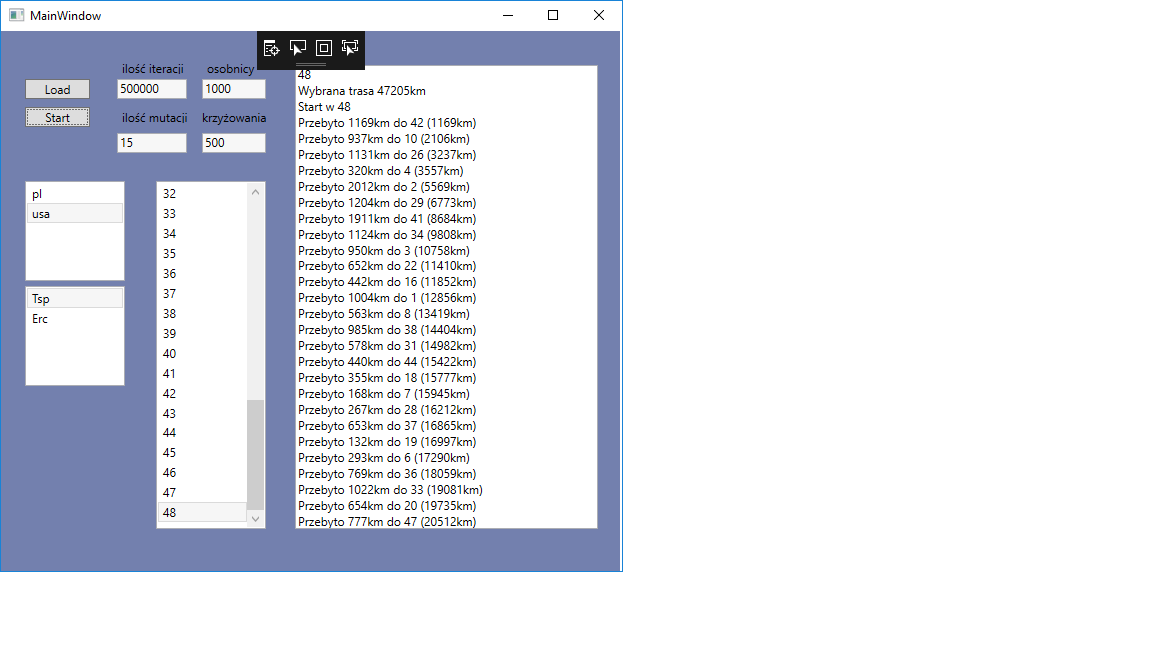 MainWindow
ilość iteracji
osobnicy
Load
500000
1000
Start
ilość mutacji
krzyżowania
15
500
pl
usa
Tsp
Erc
32
33
34
35
36
37
38
39
40
41
42
43
44
45
46
47
48
48
Wybrana trasa 47205km
Start w 48
Przebyto 1169km do 42 (1169km)
Przebyto 937km do 10 (2106km)
Przebyto 1131km do 26 (3237km)
Przebyto 320km do 4 (3557km)
Przebyto 2012km do 2 (5569km)
Przebyto 1204km do 29 (6773km)
Przebyto 1911km do 41 (8684km)
Przebyto 1124km do 34 (9808km)
Przebyto 950km do 3 (10758km)
Przebyto 652km do 22 (11410km)
Przebyto 442km do 16 (11852km)
Przebyto 1004km do 1 (12856km)
Przebyto 563km do 8 (13419km)
Przebyto 985km do 38 (14404km)
Przebyto 578km do 31 (14982km)
Przebyto 440km do 44 (15422km)
Przebyto 355km do 18 (15777km)
Przebyto 168km do 7 (15945km)
Przebyto 267km do 28 (16212km)
Przebyto 653km do 37 (16865km)
Przebyto 132km do 19 (16997km)
Przebyto 293km do 6 (17290km)
Przebyto 769km do 36 (18059km)
Przebyto 1022km do 33 (19081km)
Przebyto 654km do 20 (19735km)
Przebyto 777km do 47 (20512km)